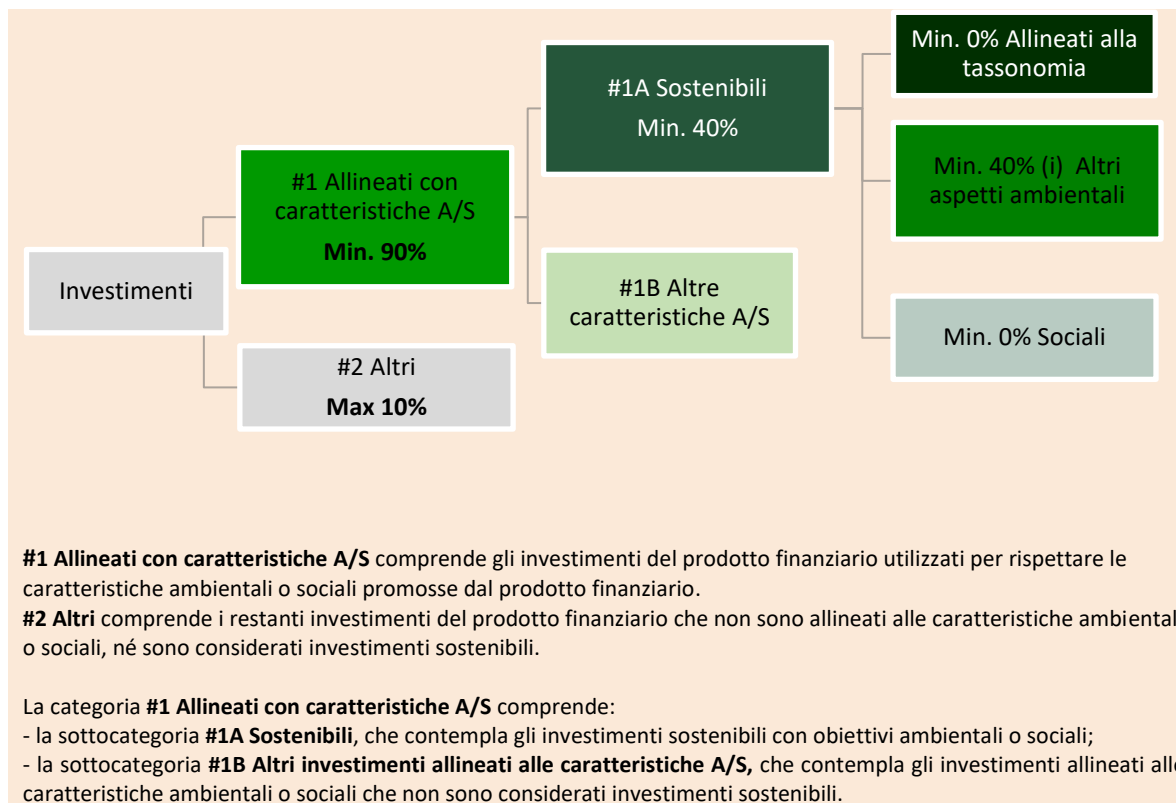 Investimenti
#1 Allineati con
caratteristiche A/S
Min. 90%
#2 Altri
Max 10%
#1A Sostenibili
Min. 40%
#1B Altre
caratteristiche A/S
Min. 0% Allineati alla
tassonomia
Min. 40% (i) Altri
aspetti ambientali
Min. 0% Sociali
#1 Allineati con caratteristiche A/S comprende gli investimenti del prodotto finanziario utilizzati per rispettare le
caratteristiche ambientali o sociali promosse dal prodotto finanziario.
#2 Altri comprende i restanti investimenti del prodotto finanziario che non sono allineati alle caratteristiche ambental
o sociali, né sono considerati investimenti sostenibili.
La categoria #1 Allineati con caratteristiche A/S comprende:
- la sottocategoria #1A Sostenibili, che contempla gli investimenti sostenibili con obiettivi ambientali o sociali;
- la sottocategoria #1B Altri investimenti allineati alle caratteristiche A/S, che contempla gli investimenti allineati all
caratteristiche ambientali o sociali che non sono considerati investimenti sostenibili.